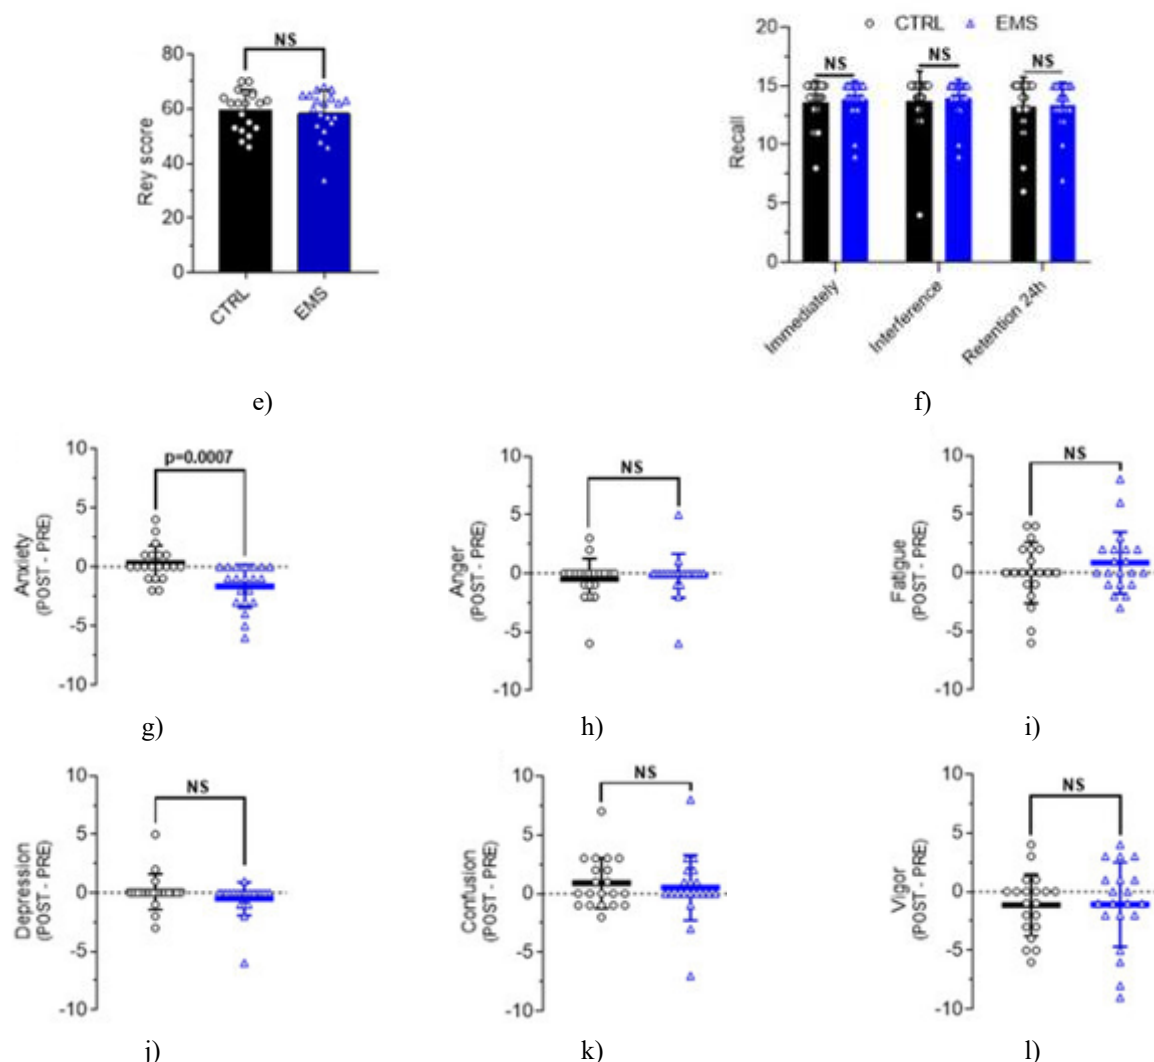 NS
80
60
40
20
0
Rey score
CTRL
EMS
e)
CTRL EMS
20
15
10
5
0
Recall
NS
NS
NS
Immediately
Interference
Retention 24h
f)
p=0.0007
10
5
0
-5
-10
Anxiety
(POST - PRE)
g)
NS
10
5
0
-5
-10
Anger
(POST - PRE)
h)
NS
10
5
0
-5
-10
Fatigue
(POST - PRE)
i)
NS
10
5
0
-5
-10
Depression
(POST - PRE)
j)
NS
10
5
0
-5
-10
Confusion
(POST - PRE)
k)
NS
10
5
0
-5
-10
Vigor
(POST - PRE)
l)